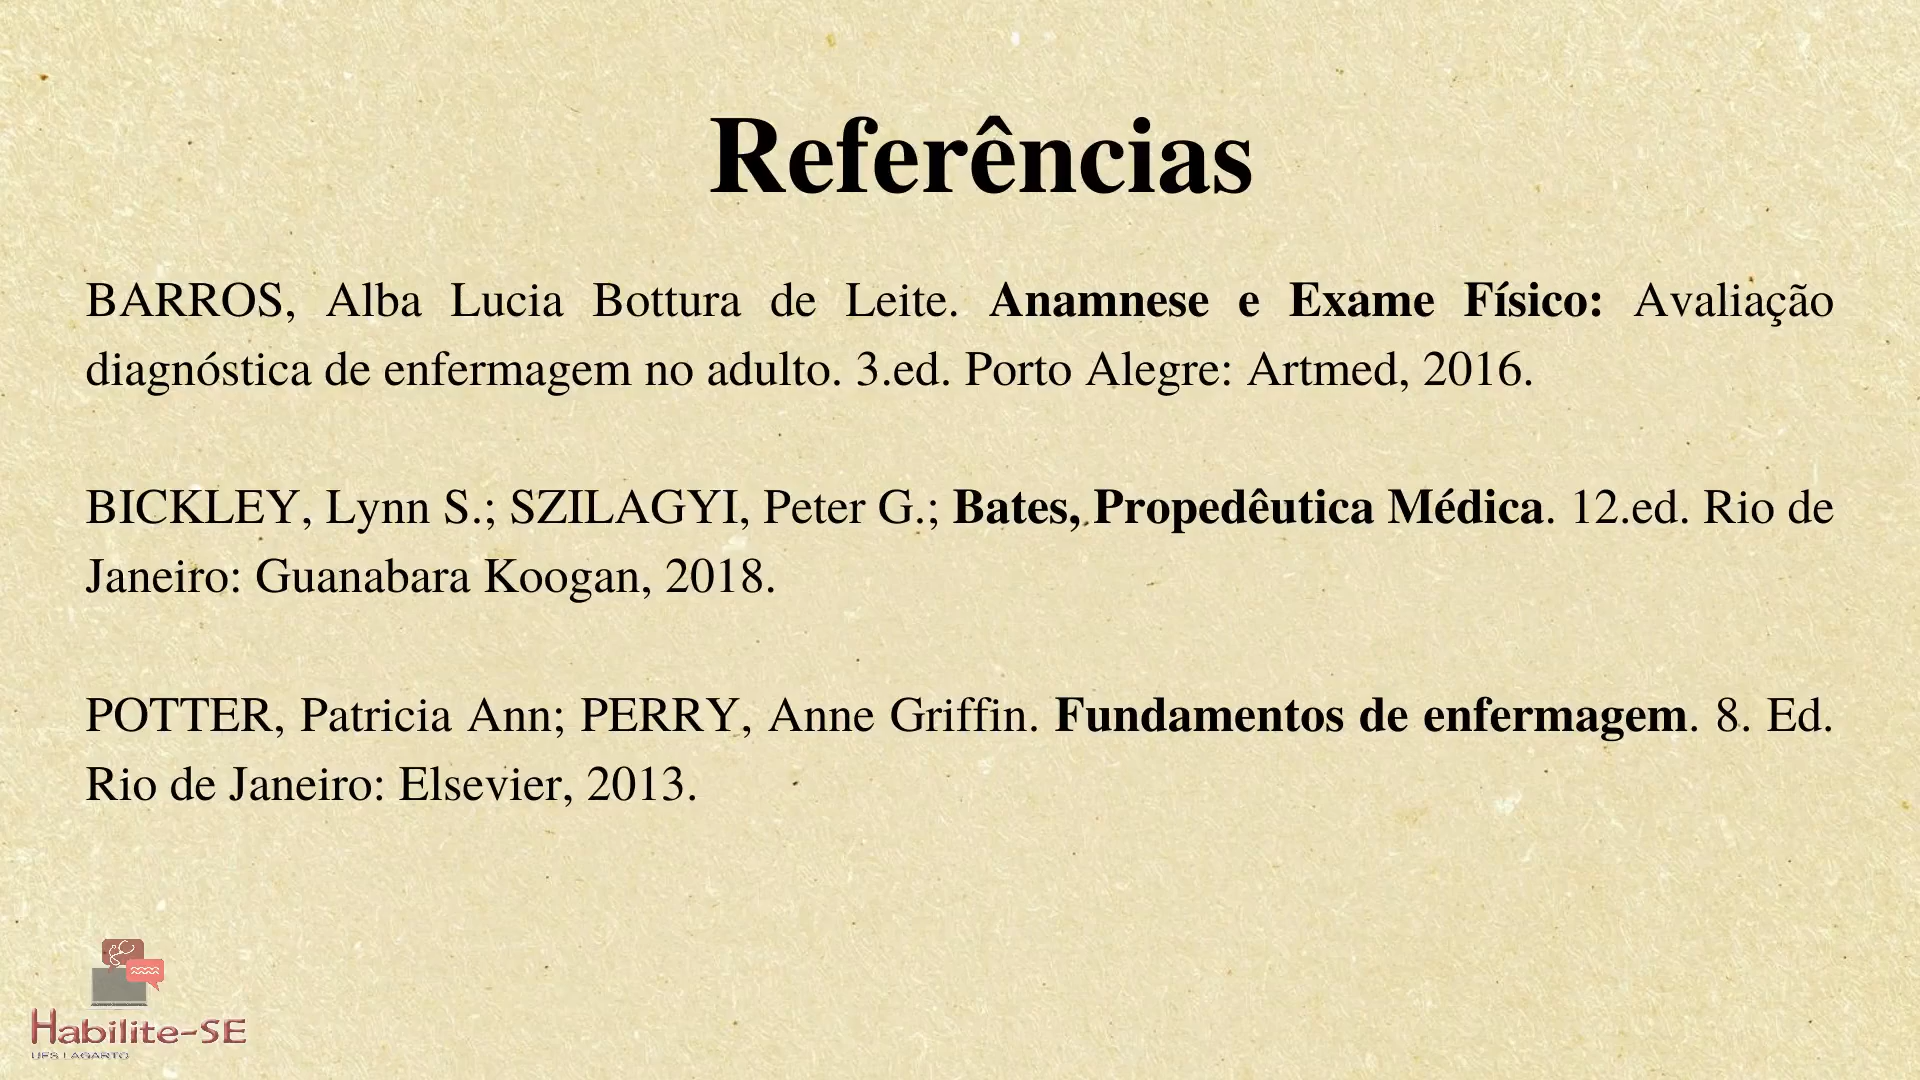 Referências
BARROS, Alba Lucia Bottura de Leite. Anamnese e Exame Físico: Avaliação
diagnóstica de enfermagem no adulto. 3.ed. Porto Alegre: Artmed, 2016.
BICKLEY, Lynn S.; SZILAGYI, Peter G.; Bates, Propedêutica Médica. 12.ed. Rio de
Janeiro: Guanabara Koogan, 2018.
POTTER, Patricia Ann; PERRY, Anne Griffin. Fundamentos de enfermagem. 8. Ed.
Rio de Janeiro: Elsevier, 2013.
Habilite-SE
UFS LAGARTO